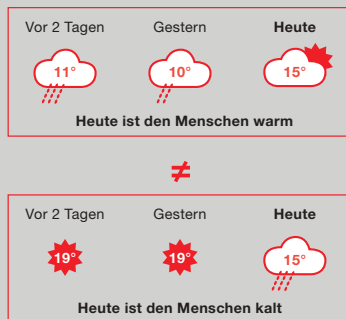 Vor 2 Tagen Gestern Heute
11° 10° 15°
Heute ist den Menschen warm
≠
Vor 2 Tagen Gestern Heute
19° 19° 15°
Heute ist den Menschen kalt